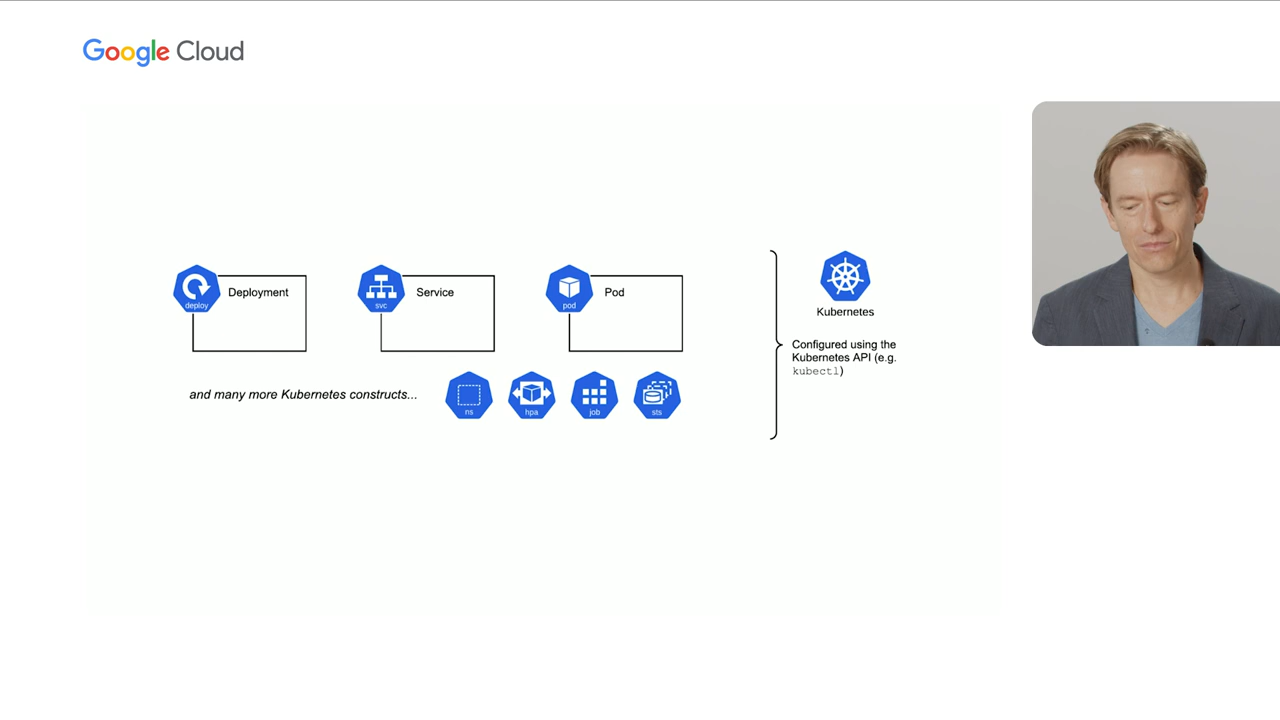 Google Cloud
deploy
Deployment
svc
Service
pod
Pod
Kubernetes
Configured using the
Kubernetes API (e.g.
kubectl)
and many more Kubernetes constructs...
ns
hpa
job
sts